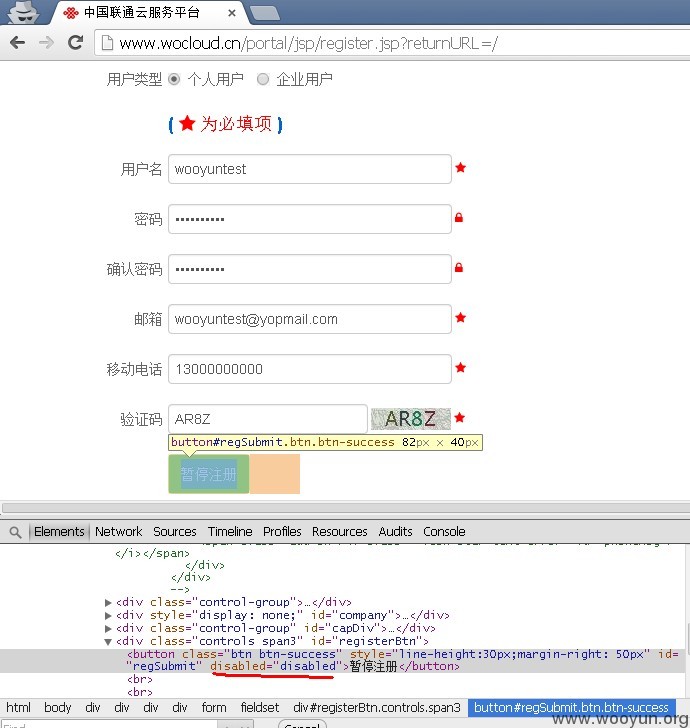 中国联通云服务平台
www.wocloud.cn/portal/jsp/register.jsp?returnURL=/
用户类型 个人用户 企业用户
( ★ 为必填项 )
用户名 wooyuntest ★
密码 ••••••••••
确认密码 ••••••••••
邮箱 wooyuntest@yopmail.com ★
移动电话 13000000000 ★
验证码 AR8Z AR8Z ★
button#regSubmit.btn.btn-success 82px × 40px
暂停注册
Elements Network Sources Timeline Profiles Resources Audits Console
</i></span>
</div>
</div>
-->
▶<div class="control-group">…</div>
▶<div style="display: none;" id="company">…</div>
▶<div class="control-group" id="capDiv">…</div>
▼<div class="controls span3" id="registerBtn">
<button class="btn btn-success" style="line-height:30px;margin-right: 50px" id=
"regSubmit" disabled="disabled">暂停注册</button>
<br>
<br>
html body div div div div form fieldset div#registerBtn.controls.span3 button#regSubmit.btn.btn-success
Find Cancel
www.wooyun.org